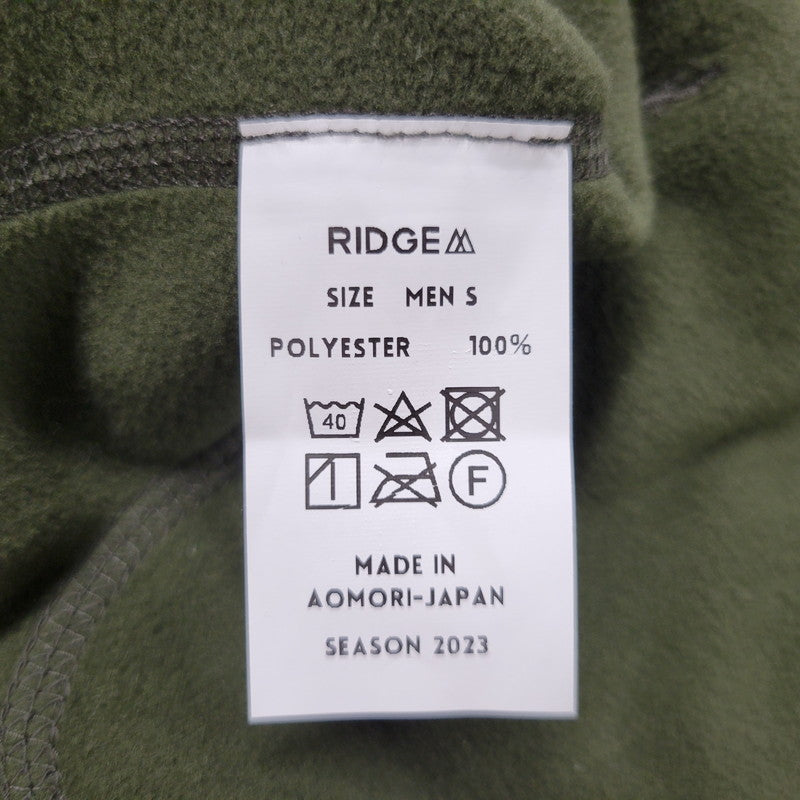 RIDGE
SIZE MEN S
POLYESTER 100%
40
F
MADE IN
AOMORI-JAPAN
SEASON 2023